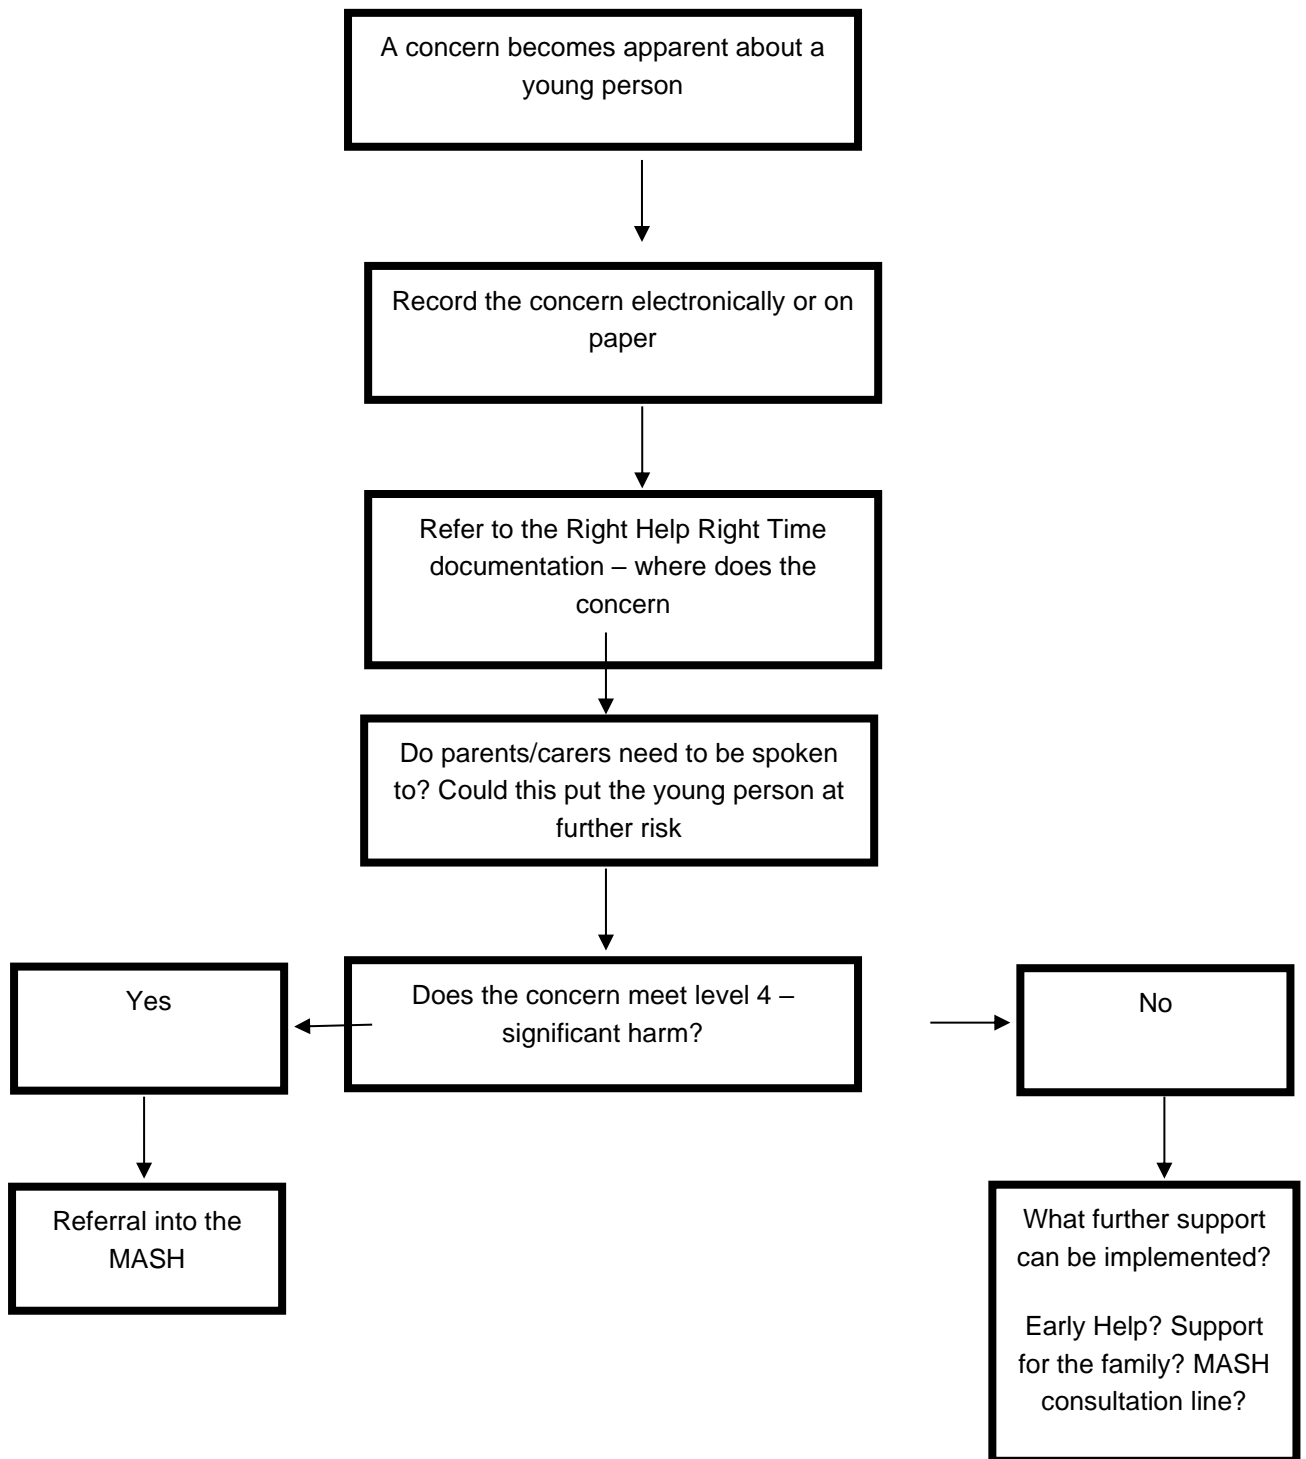 A concern becomes apparent about a
young person
Record the concern electronically or on
paper
Refer to the Right Help Right Time
documentation – where does the
concern
Do parents/carers need to be spoken
to? Could this put the young person at
further risk
Does the concern meet level 4 –
significant harm?
Yes
No
Referral into the
MASH
What further support
can be implemented?
Early Help? Support
for the family? MASH
consultation line?